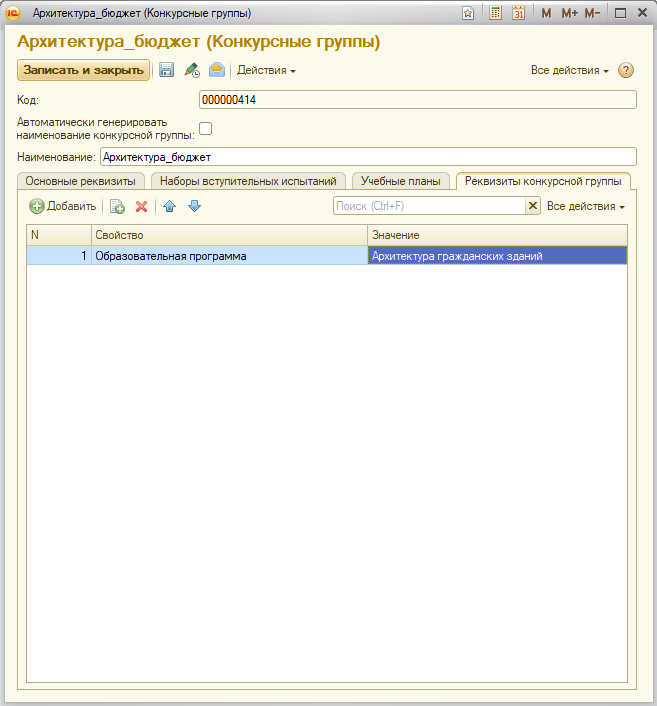 1С Архитектура_бюджет (Конкурсные группы) 31 M M+ M-
Архитектура_бюджет (Конкурсные группы)
Записать и закрыть Действия Все действия ?
Код: 000000414
Автоматически генерировать
наименование конкурсной группы:
Наименование: Архитектура_бюджет
Основные реквизиты Наборы вступительных испытаний Учебные планы Реквизиты конкурсной группы
Добавить Поиск (Ctrl+F) Все действия
N Свойство Значение
1 Образовательная программа Архитектура гражданских зданий